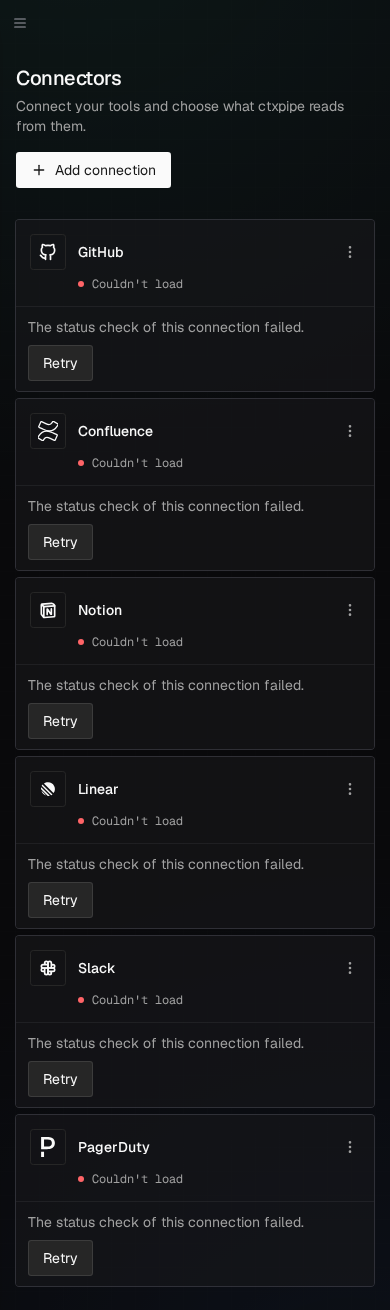 Connectors
Connect your tools and choose what ctxpipe reads
from them.
Add connection
GitHub
Couldn't load
The status check of this connection failed.
Retry
Confluence
Couldn't load
The status check of this connection failed.
Retry
Notion
Couldn't load
The status check of this connection failed.
Retry
Linear
Couldn't load
The status check of this connection failed.
Retry
Slack
Couldn't load
The status check of this connection failed.
Retry
PagerDuty
Couldn't load
The status check of this connection failed.
Retry